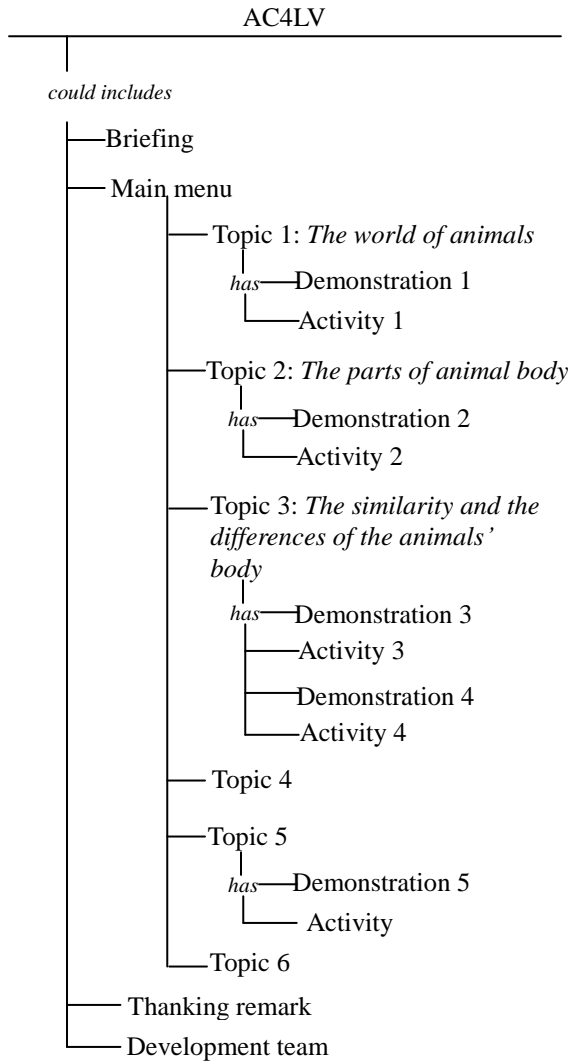 AC4LV
could includes
Briefing
Main menu
Topic 1: The world of animals
has Demonstration 1
Activity 1
Topic 2: The parts of animal body
has Demonstration 2
Activity 2
Topic 3: The similarity and the
differences of the animals’
body
has Demonstration 3
Activity 3
Demonstration 4
Activity 4
Topic 4
Topic 5
has Demonstration 5
Activity
Topic 6
Thanking remark
Development team